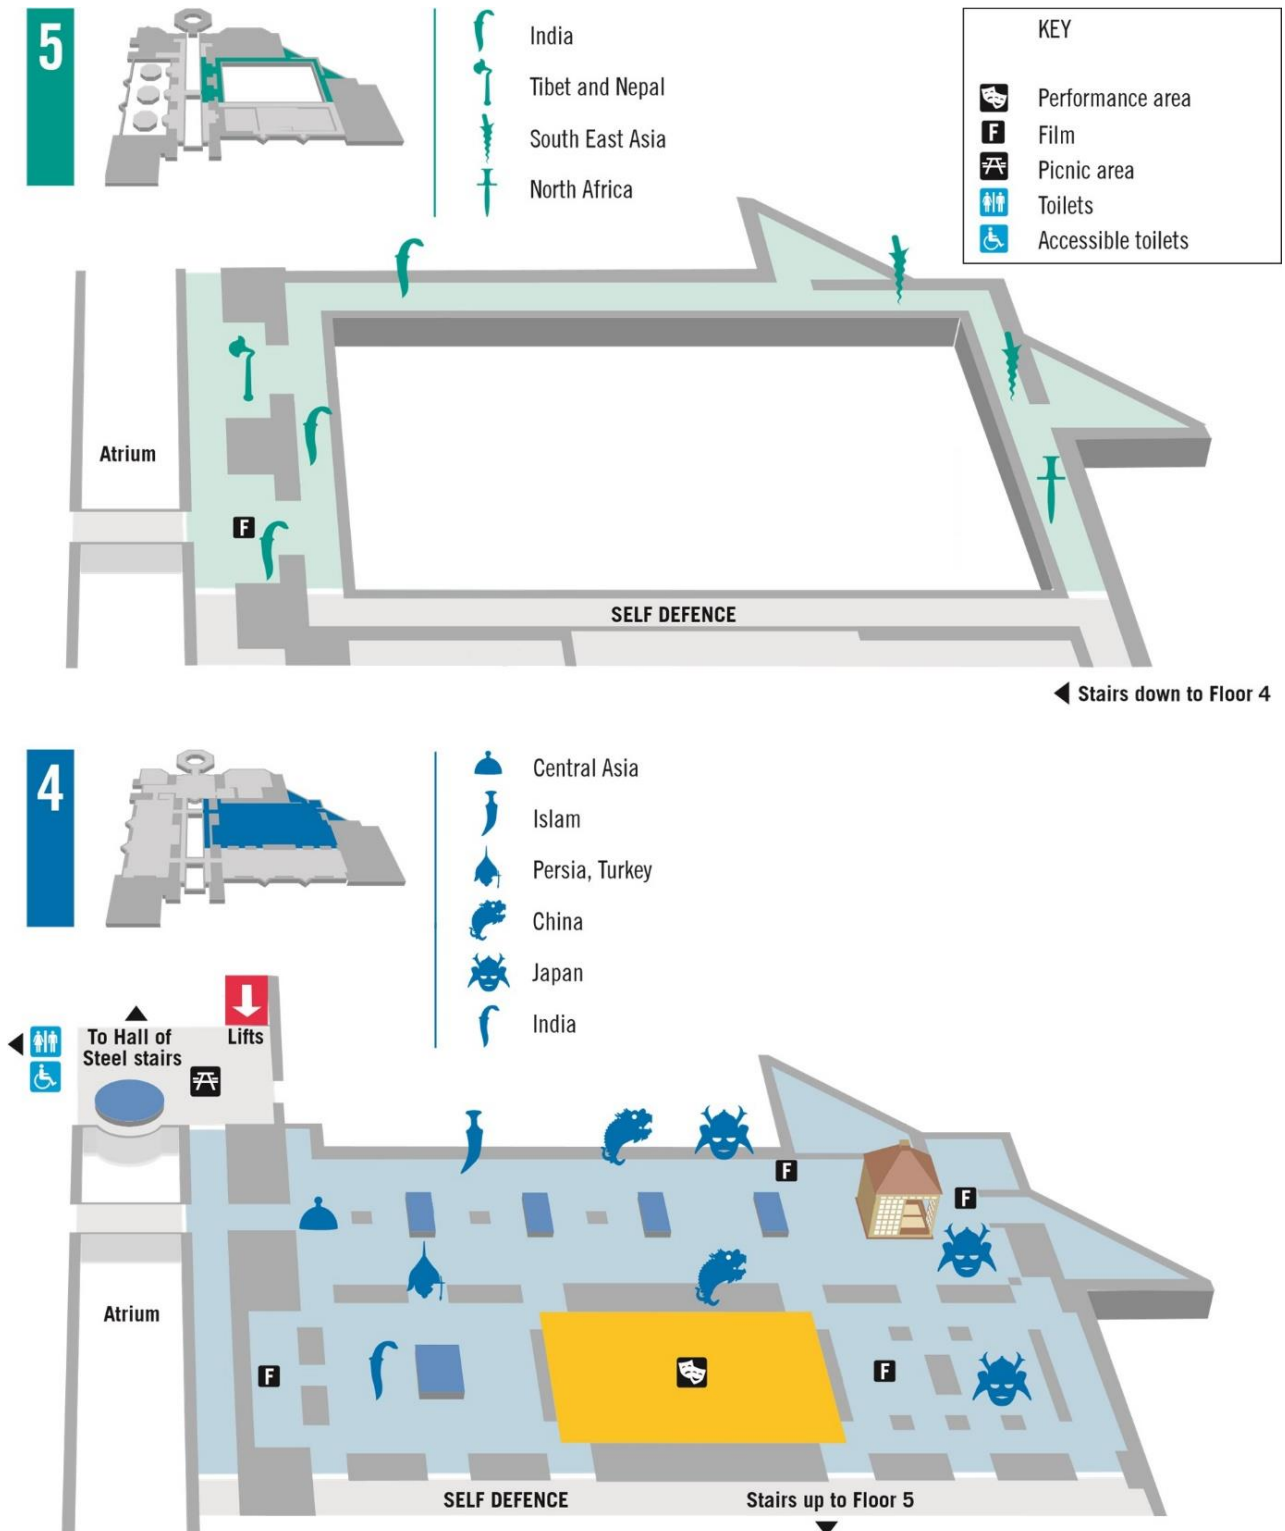 5
India
Tibet and Nepal
South East Asia
North Africa
KEY
Performance area
F
Film
Picnic area
Toilets
Accessible toilets
Atrium
F
SELF DEFENCE
Stairs down to Floor 4
4
Central Asia
Islam
Persia, Turkey
China
Japan
India
To Hall of
Steel stairs
Lifts
F
F
Atrium
F
F
SELF DEFENCE
Stairs up to Floor 5